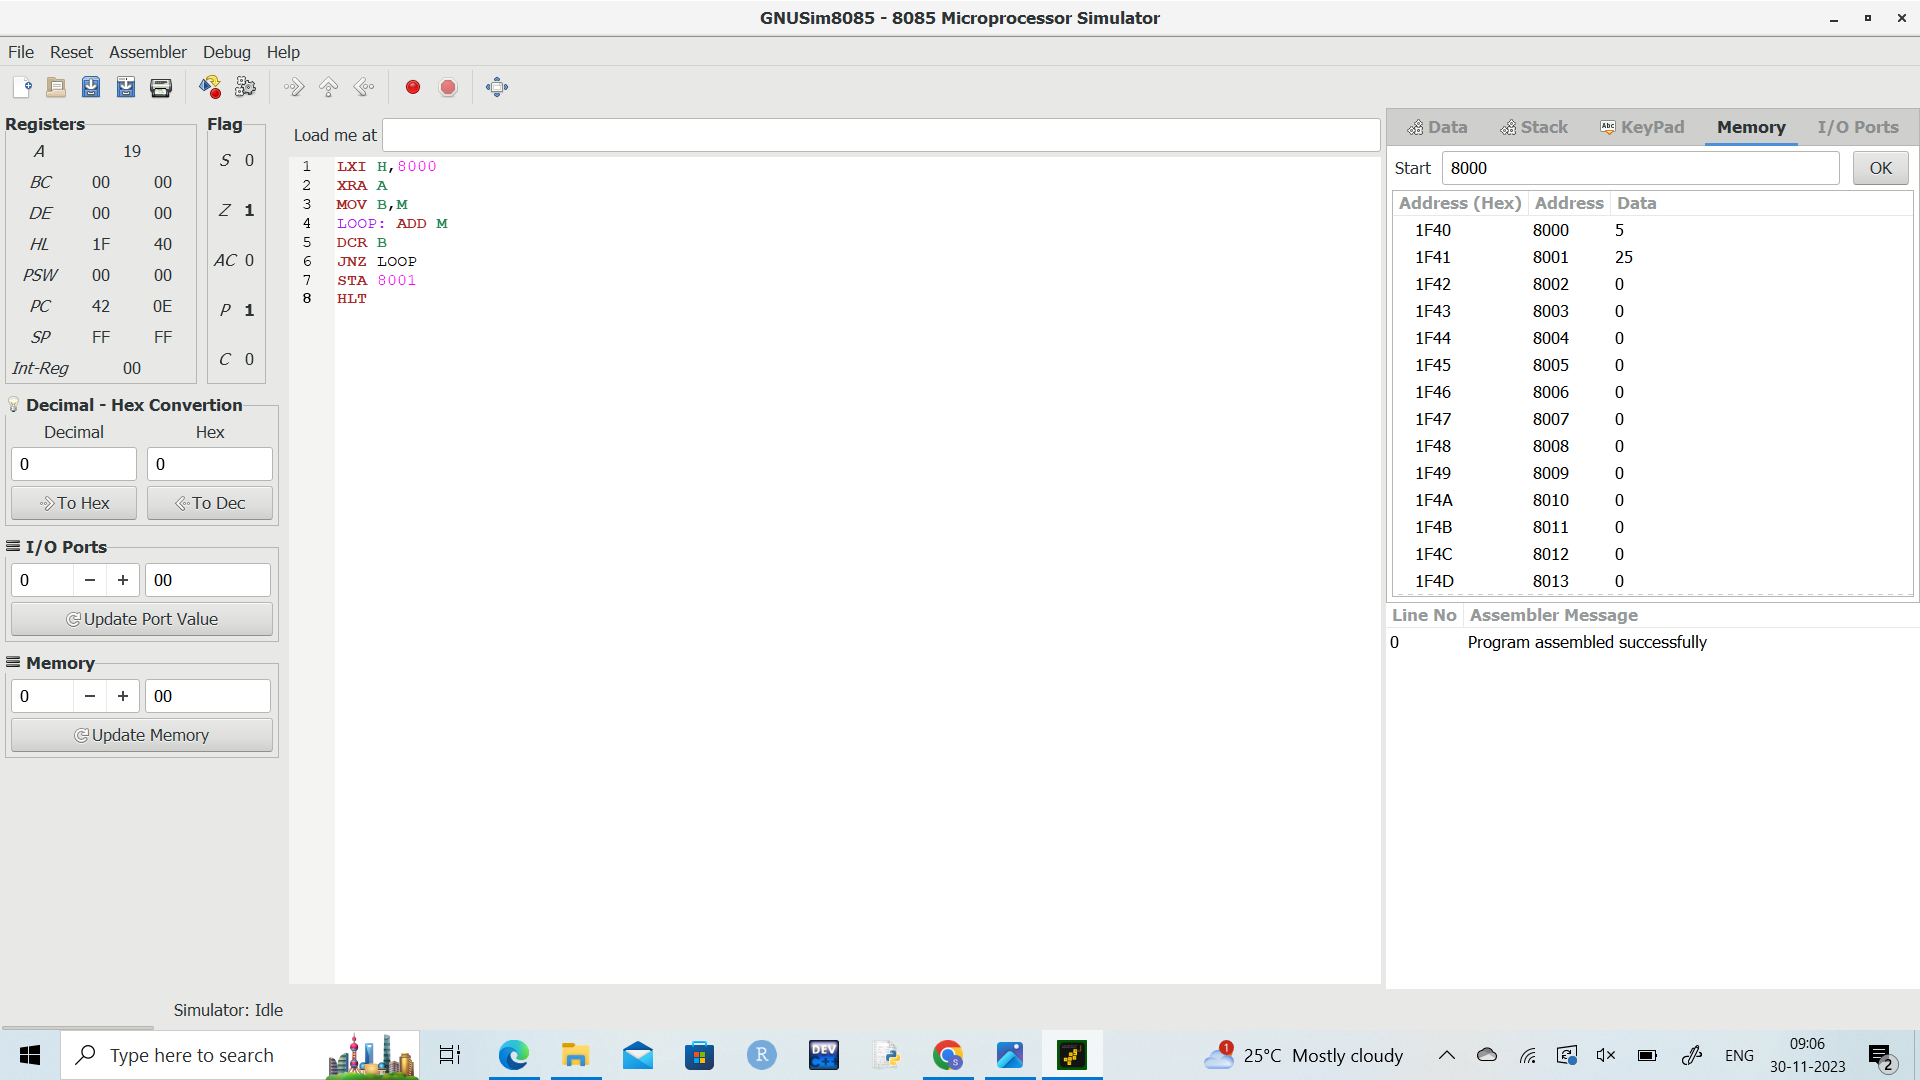 GNUSim8085 - 8085 Microprocessor Simulator
File Reset Assembler Debug Help
Registers
A 19
BC 00 00
DE 00 00
HL 1F 40
PSW 00 00
PC 42 0E
SP FF FF
Int-Reg 00
Flag
S 0
Z 1
AC 0
P 1
C 0
Decimal - Hex Convertion
Decimal Hex
0 0
To Hex To Dec
I/O Ports
0 − + 00
Update Port Value
Memory
0 − + 00
Update Memory
Load me at
1 LXI H,8000
2 XRA A
3 MOV B,M
4 LOOP: ADD M
5 DCR B
6 JNZ LOOP
7 STA 8001
8 HLT
Data Stack Abc KeyPad Memory I/O Ports
Start 8000 OK
Address (Hex) Address Data
1F40 8000 5
1F41 8001 25
1F42 8002 0
1F43 8003 0
1F44 8004 0
1F45 8005 0
1F46 8006 0
1F47 8007 0
1F48 8008 0
1F49 8009 0
1F4A 8010 0
1F4B 8011 0
1F4C 8012 0
1F4D 8013 0
Line No Assembler Message
0 Program assembled successfully
Simulator: Idle
Type here to search
R
DEV
C++
S
1
25°C Mostly cloudy
ENG
09:06
30-11-2023
2